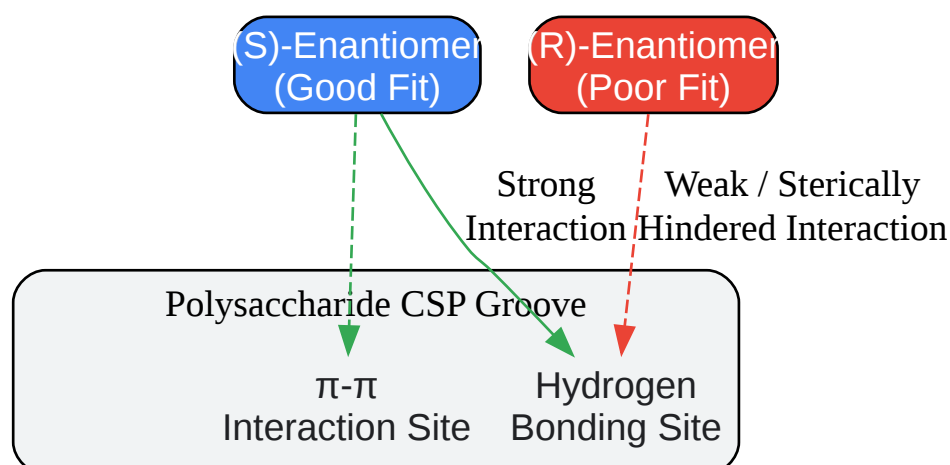 (S)-Enantiomer
(Good Fit)
(R)-Enantiomer
(Poor Fit)
Strong
Interaction
Weak / Sterically
Hindered Interaction
Polysaccharide CSP Groove
π-π
Interaction Site
Hydrogen
Bonding Site